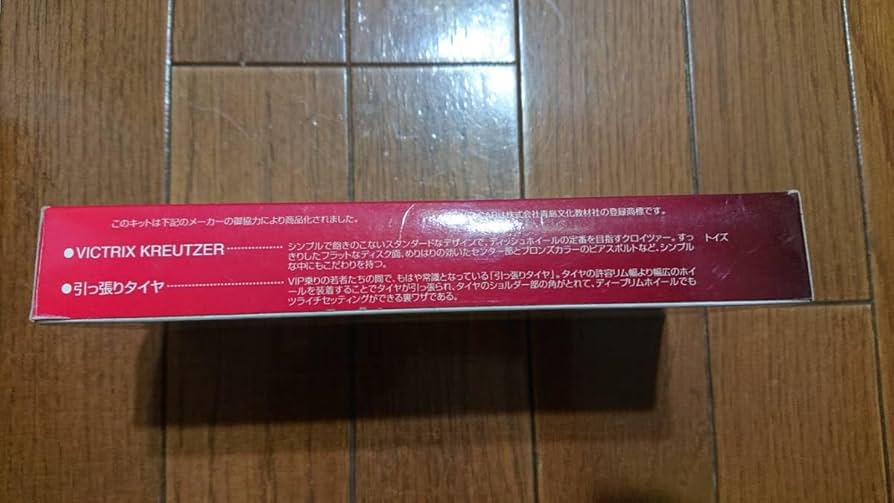 このキットは下記のメーカーの御協力により商品化されました。
CARは株式会社青島文化教材社の登録商標です。
●VICTRIX KREUTZER……………シンプルで飽きのこないスタンダードなデザインで、ディッシュホイールの定番を目指すクロイツァー。すっ トイズ
きりしたフラットなディスク面、めりはりの効いたセンター部とブロンズカラーのピアスボルトなど、シンプル
な中にもこだわりを持つ。
●引っ張りタイヤ……………………VIP乗りの若者たちの間で、もはや常識となっている「引っ張りタイヤ」。タイヤの許容リム幅より幅広のホイ
ールを装着することでタイヤが引っ張られ、タイヤのショルダー部の角がとれて、ディープリムホイールでも
ツライチセッティングができる裏ワザである。